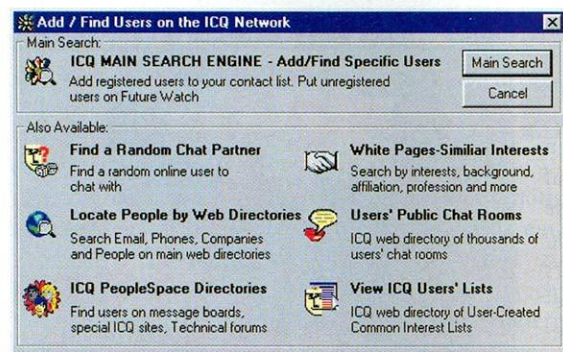 Add / Find Users on the ICQ Network
Main Search:
ICQ MAIN SEARCH ENGINE - Add/Find Specific Users
Add registered users to your contact list. Put unregistered
users on Future Watch
Main Search
Cancel
Also Available:
Find a Random Chat Partner
Find a random online user to
chat with
White Pages-Similiar Interests
Search by interests, background,
affiliation, profession and more
Locate People by Web Directories
Search Email, Phones, Companies
and People on main web directories
Users' Public Chat Rooms
ICQ web directory of thousands of
users' chat rooms
ICQ PeopleSpace Directories
Find users on message boards,
special ICQ sites, Technical forums
View ICQ Users' Lists
ICQ web directory of User-Created
Common Interest Lists